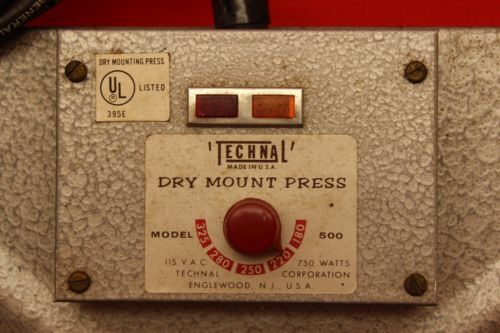 GENERAL
DRY MOUNTING PRESS
UL
LISTED
395E
'TECHNAL'
MADE IN U.S.A
DRY MOUNT PRESS
MODEL 500
325 280 250 220 180
115 V.A.C 750 WATTS
TECHNAL CORPORATION
ENGLEWOOD, N.J., U.S.A.